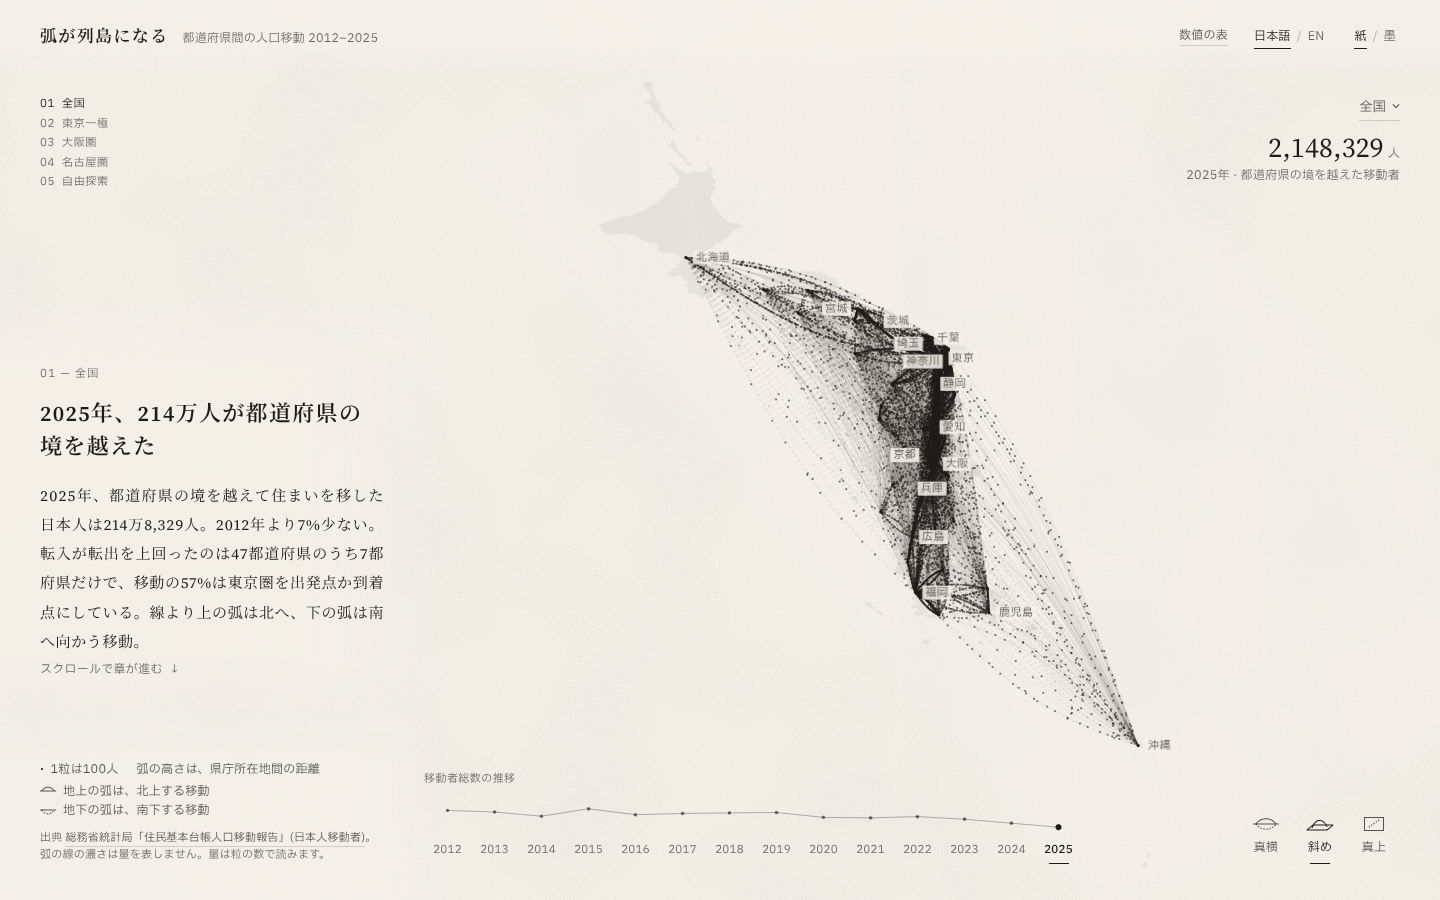 弧が列島になる 都道府県間の人口移動 2012–2025
数値の表 日本語 / EN 紙 / 墨
01 全国
02 東京一極
03 大阪圏
04 名古屋圏
05 自由探索
全国
2,148,329 人
2025年 · 都道府県の境を越えた移動者
北海道
宮城
茨城
千葉
埼玉
東京
神奈川
静岡
愛知
京都
大阪
兵庫
広島
福岡
鹿児島
沖縄
01 — 全国
2025年、214万人が都道府県の
境を越えた
2025年、都道府県の境を越えて住まいを移した
日本人は214万8,329人。2012年より7%少ない。
転入が転出を上回ったのは47都道府県のうち7都
府県だけで、移動の57%は東京圏を出発点か到着
点にしている。線より上の弧は北へ、下の弧は南
へ向かう移動。
スクロールで章が進む ↓
· 1粒は100人 弧の高さは、県庁所在地間の距離
地上の弧は、北上する移動
地下の弧は、南下する移動
出典 総務省統計局「住民基本台帳人口移動報告」(日本人移動者)。
弧の線の濃さは量を表しません。量は粒の数で読みます。
移動者総数の推移
2012 2013 2014 2015 2016 2017 2018 2019 2020 2021 2022 2023 2024 2025
真横 斜め 真上